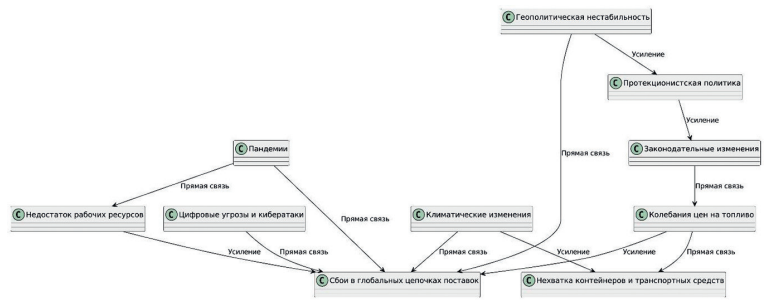 C Геополитическая нестабильность
Усиление
C Протекционистская политика
Усиление
C Пандемии
Прямая связь
C Законодательные изменения
Прямая связь
Прямая связь
C Недостаток рабочих ресурсов
C Цифровые угрозы и кибератаки
Прямая связь
C Климатические изменения
C Колебания цен на топливо
Усиление
Прямая связь
Прямая связь
Усиление
Усиление
Прямая связь
C Сбои в глобальных цепочках поставок
C Нехватка контейнеров и транспортных средств